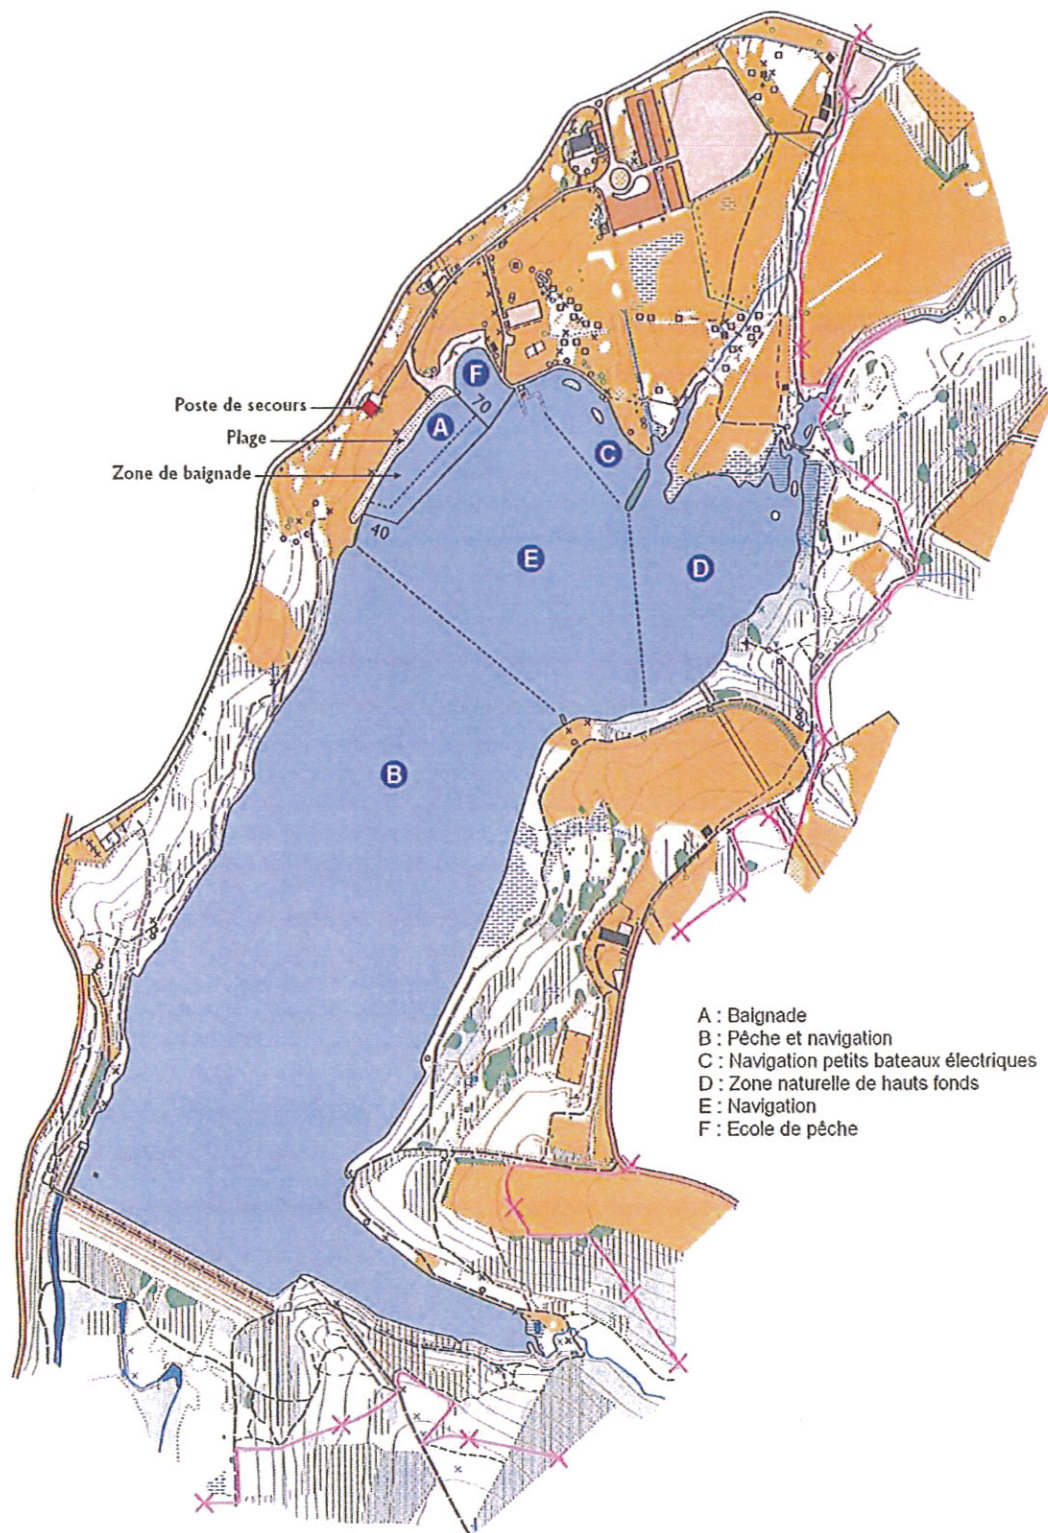 F
70
Poste de secours
A
Plage
C
Zone de baignade
40
E
D
B
A : Baignade
B : Pêche et navigation
C : Navigation petits bateaux électriques
D : Zone naturelle de hauts fonds
E : Navigation
F : Ecole de pêche